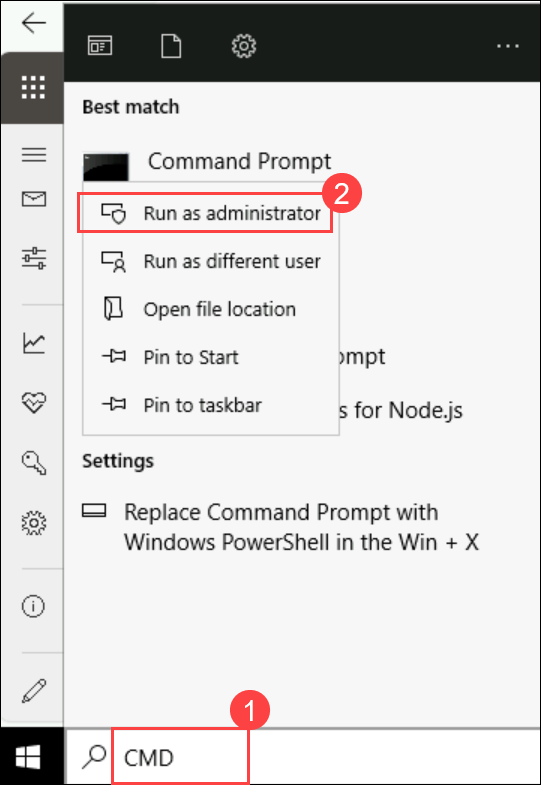 Best match
Command Prompt
2
Run as administrator
Run as different user
Open file location
Pin to Start
ompt
Pin to taskbar
s for Node.js
Settings
Replace Command Prompt with
Windows PowerShell in the Win + X
1
CMD